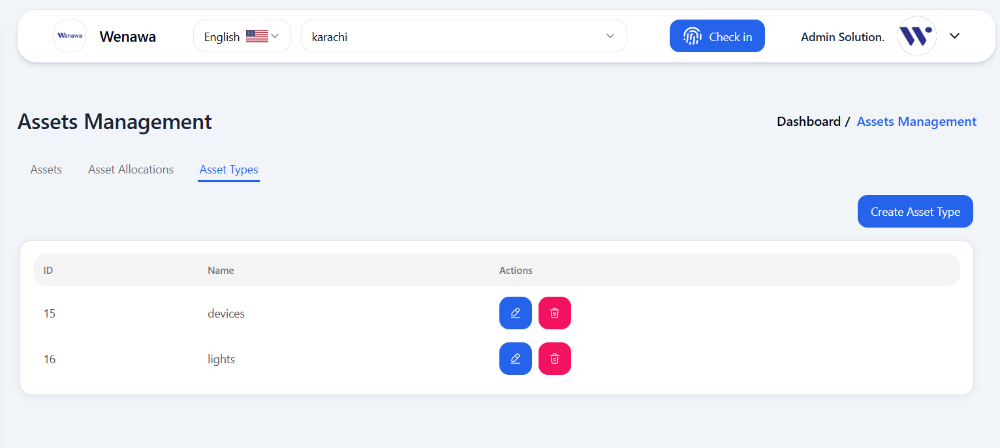 Wenawa Wenawa English karachi Check in Admin Solution. W
Assets Management Dashboard / Assets Management
Assets Asset Allocations Asset Types
Create Asset Type
ID Name Actions
15 devices
16 lights